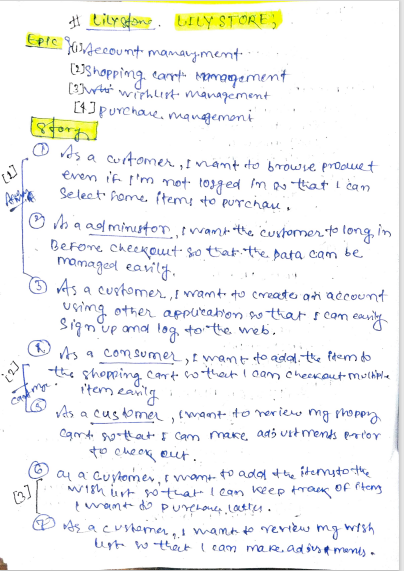 # Lilystore. LILYSTORE;
Epic [1] Account management..
[2] Shopping cart management
[3] wishlist management
[4] purchase management
Story
[1]
① As a customer, I want to browse product
even if I'm not logged in so that I can
Select some items to purchase.
② As a administor, I want the customer to long in
Before checkout so that the Data can be
managed easily.
③ As a customer, I want to create an account
using other application so that I can easily
Sign up and log to the web.
[2]
④ As a consumer, I want to add the item to
the shopping cart so that I can checkout multiple
item easily
⑤ As a customer, I want to review my shopping
Cart so that I can make adjustments prior
to check out.
[3]
⑥ as a customer, I want to add the items to the
wish list so that I can keep track of items
I want to purchase later.
⑦ As a customer, I want to review my wish
list so that I can make adjustments.